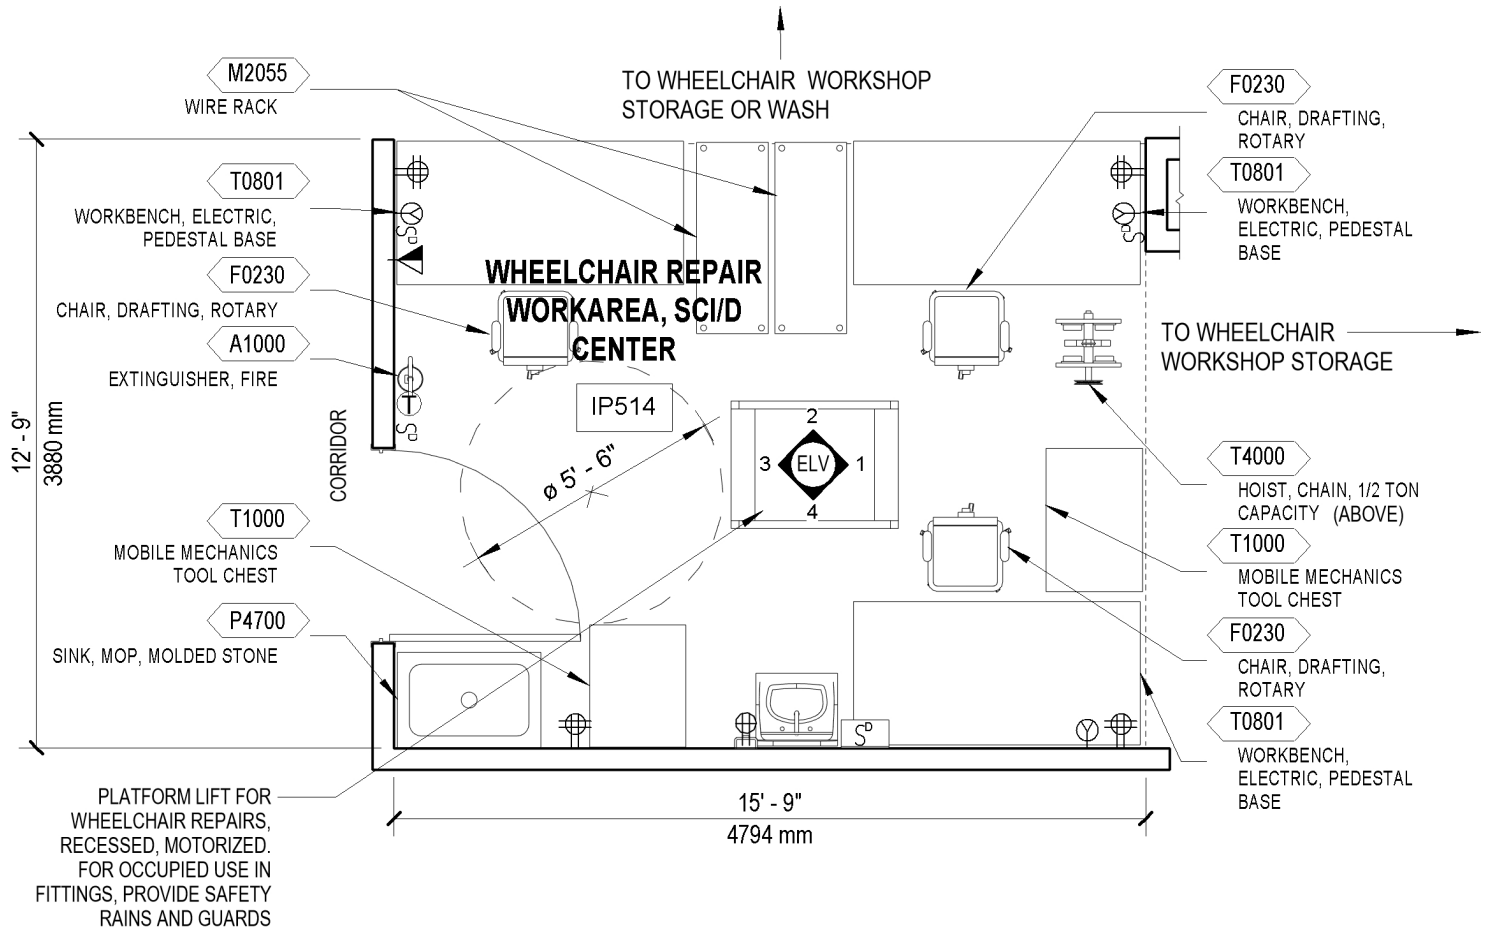 TO WHEELCHAIR WORKSHOP
STORAGE OR WASH
M2055
WIRE RACK
T0801
WORKBENCH, ELECTRIC,
PEDESTAL BASE
F0230
CHAIR, DRAFTING, ROTARY
A1000
EXTINGUISHER, FIRE
12' - 9"
3880 mm
CORRIDOR
T1000
MOBILE MECHANICS
TOOL CHEST
P4700
SINK, MOP, MOLDED STONE
PLATFORM LIFT FOR
WHEELCHAIR REPAIRS,
RECESSED, MOTORIZED.
FOR OCCUPIED USE IN
FITTINGS, PROVIDE SAFETY
RAINS AND GUARDS
WHEELCHAIR REPAIR
WORKAREA, SCI/D
CENTER
IP514
ø 5' - 6"
2
3 ELV 1
4
T
SD
SD
SD
SD
15' - 9"
4794 mm
F0230
CHAIR, DRAFTING,
ROTARY
T0801
WORKBENCH,
ELECTRIC, PEDESTAL
BASE
TO WHEELCHAIR
WORKSHOP STORAGE
T4000
HOIST, CHAIN, 1/2 TON
CAPACITY (ABOVE)
T1000
MOBILE MECHANICS
TOOL CHEST
F0230
CHAIR, DRAFTING,
ROTARY
T0801
WORKBENCH,
ELECTRIC, PEDESTAL
BASE